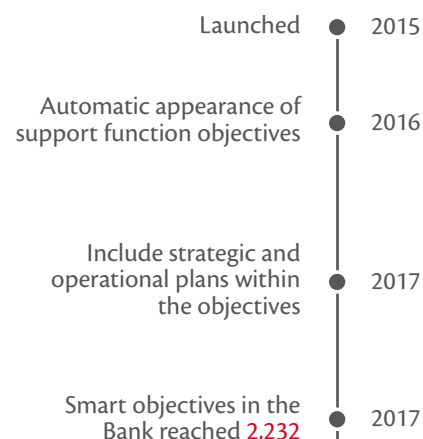 Launched 2015
Automatic appearance of
support function objectives 2016
Include strategic and
operational plans within 2017
the objectives
Smart objectives in the 2017
Bank reached 2.232